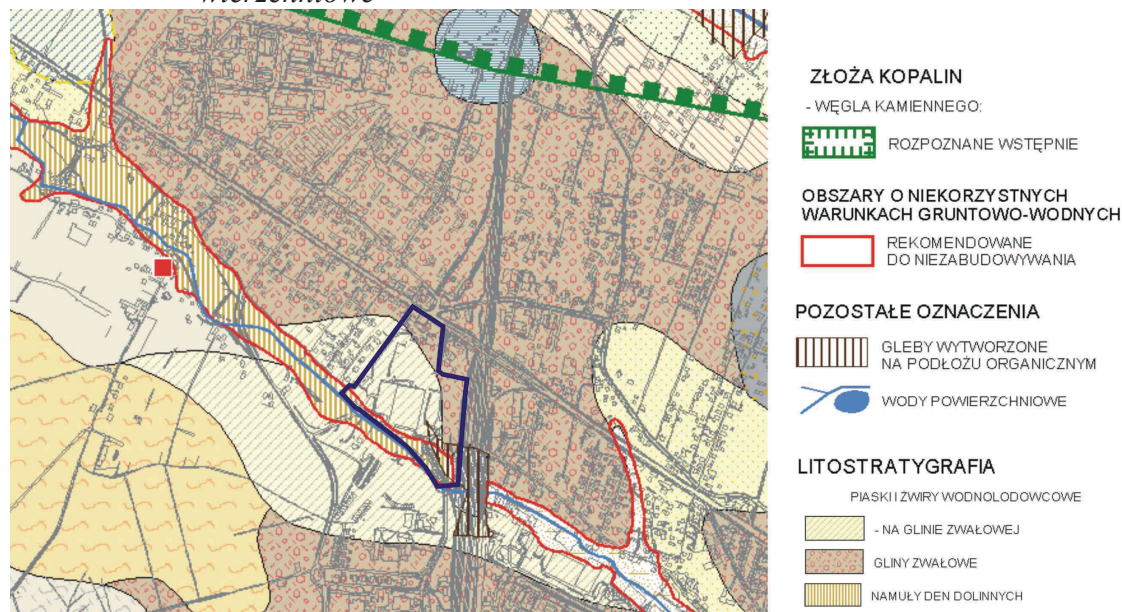 wierzchniowe
ZŁOŻA KOPALIN
- WĘGLA KAMIENNEGO:
ROZPOZNANE WSTĘPNIE
OBSZARY O NIEKORZYSTNYCH
WARUNKACH GRUNTOWO-WODNYCH
REKOMENDOWANE
DO NIEZABUDOWYWANIA
POZOSTAŁE OZNACZENIA
GLEBY WYTWORZONE
NA PODŁOŻU ORGANICZNYM
WODY POWIERZCHNIOWE
LITOSTRATYGRAFIA
PIASKI I ŻWIRY WODNOLODOWCOWE
- NA GLINIE ZWAŁOWEJ
GLINY ZWAŁOWE
NAMUŁY DEN DOLINNYCH